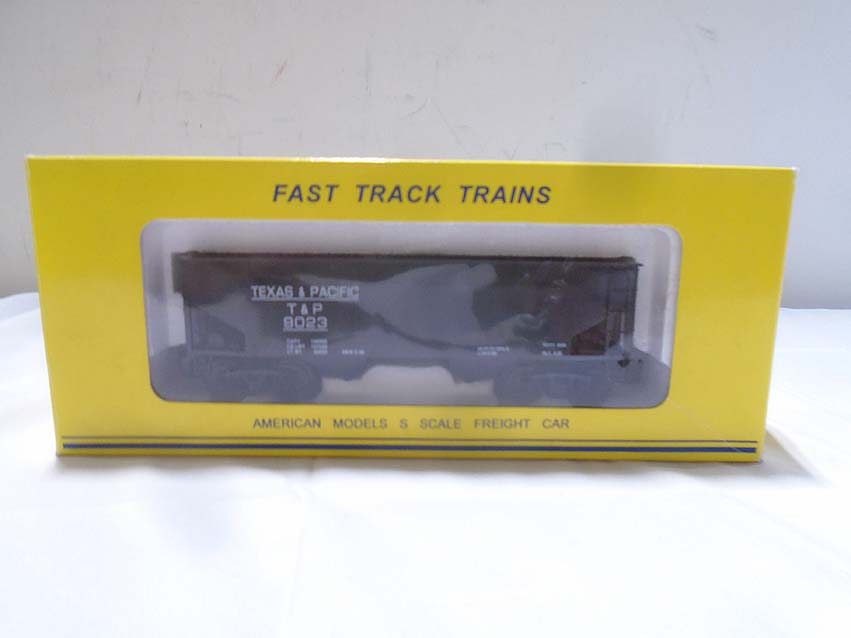 FAST TRACK TRAINS
TEXAS & PACIFIC
T & P
9023
AMERICAN MODELS S SCALE FREIGHT CAR